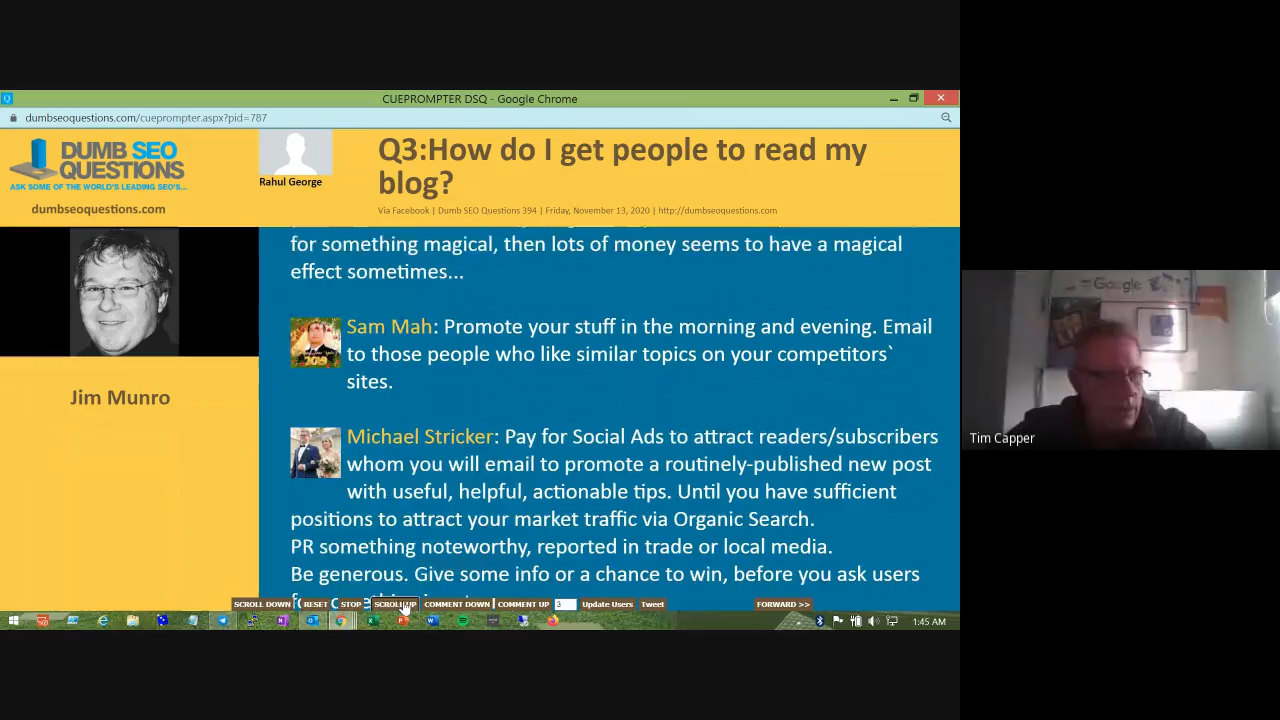 CUEPROMPTER DSQ - Google Chrome
dumbseoquestions.com/cueprompter.aspx?pid=787
DUMB SEO
QUESTIONS
ASK SOME OF THE WORLD'S LEADING SEO'S...
dumbseoquestions.com
Rahul George
Q3:How do I get people to read my
blog?
Via Facebook | Dumb SEO Questions 394 | Friday, November 13, 2020 | http://dumbseoquestions.com
Jim Munro
for something magical, then lots of money seems to have a magical
effect sometimes...
Sam Mah: Promote your stuff in the morning and evening. Email
to those people who like similar topics on your competitors`
sites.
Michael Stricker: Pay for Social Ads to attract readers/subscribers
whom you will email to promote a routinely-published new post
with useful, helpful, actionable tips. Until you have sufficient
positions to attract your market traffic via Organic Search.
PR something noteworthy, reported in trade or local media.
Be generous. Give some info or a chance to win, before you ask users
SCROLL DOWN RESET STOP SCROLL UP COMMENT DOWN | COMMENT UP 3 Update Users Tweet FORWARD >>
1:45 AM
Google
Tim Capper